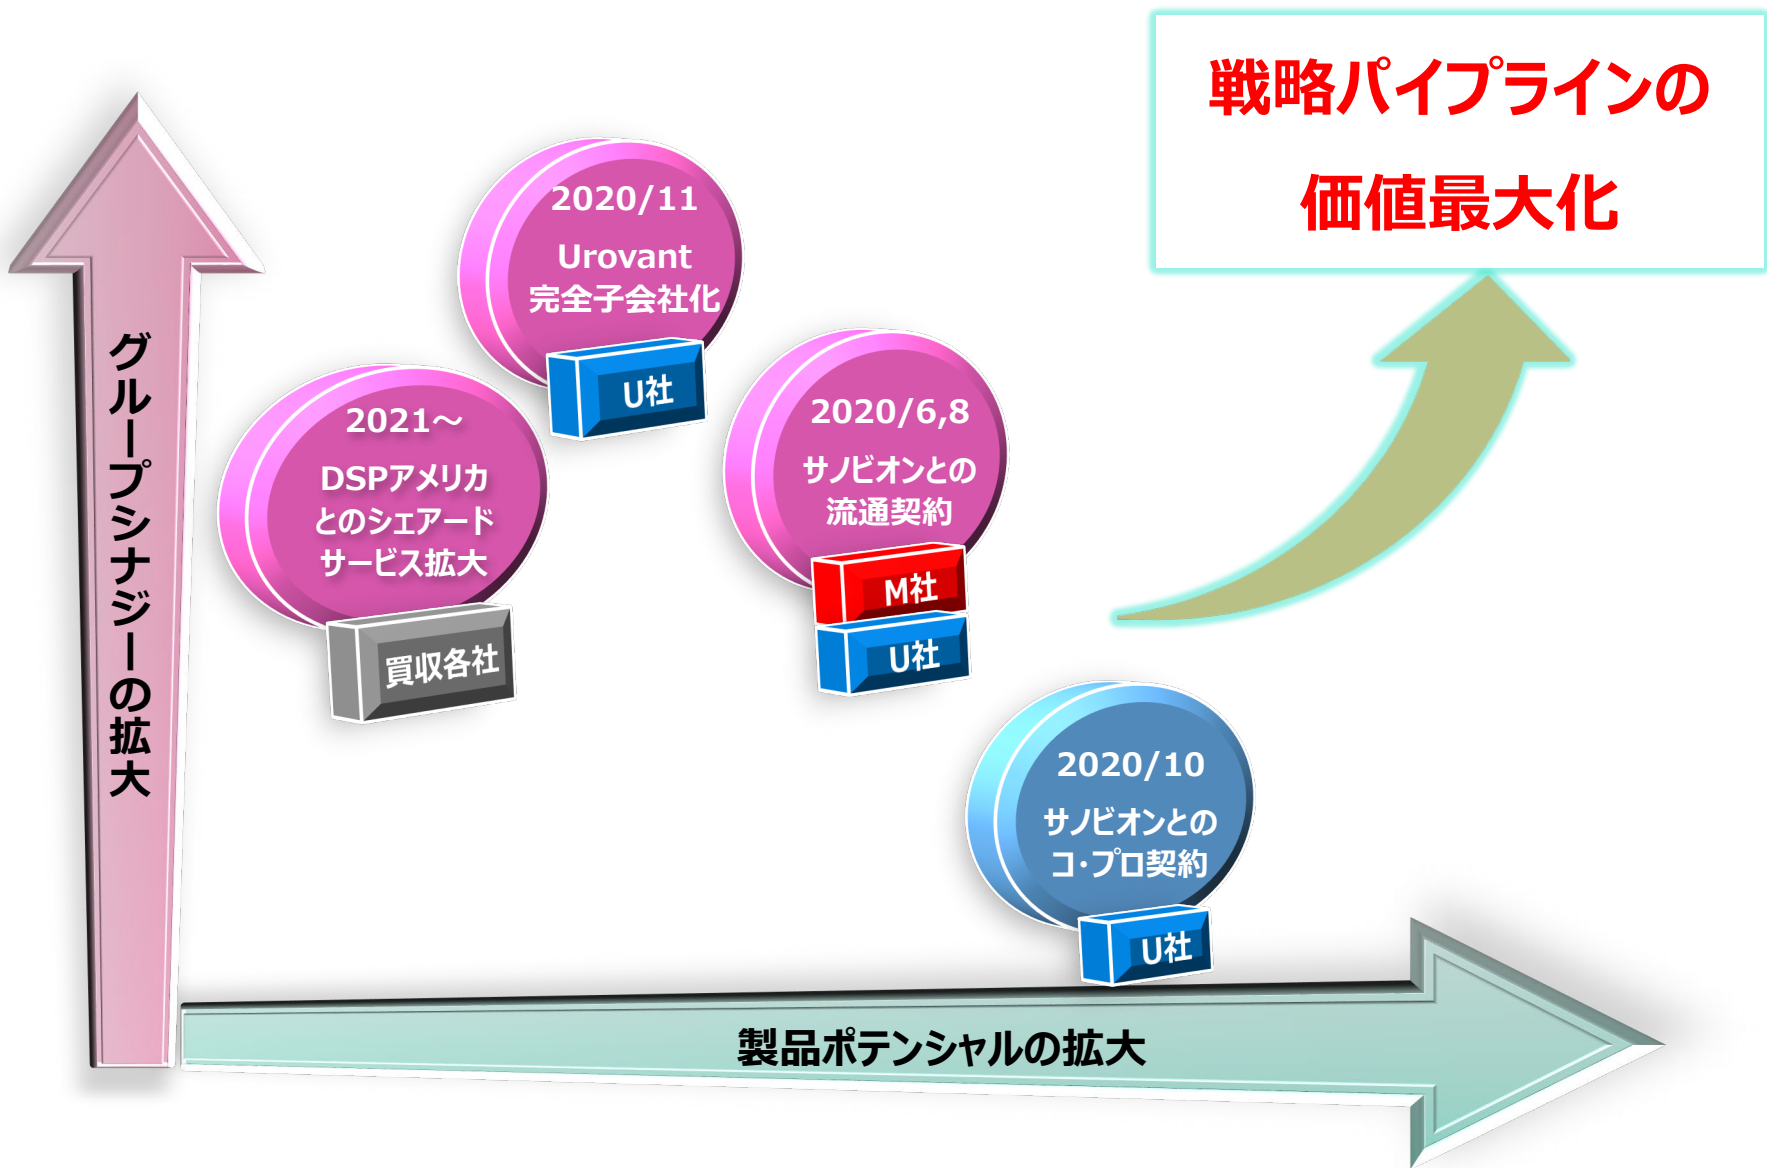 戦略パイプラインの
価値最大化
グループシナジーの拡大
2020/11
Urovant
完全子会社化
U社
2021～
DSPアメリカ
とのシェアード
サービス拡大
買収各社
2020/6,8
サノビオンとの
流通契約
M社
U社
2020/10
サノビオンとの
コ・プロ契約
U社
製品ポテンシャルの拡大